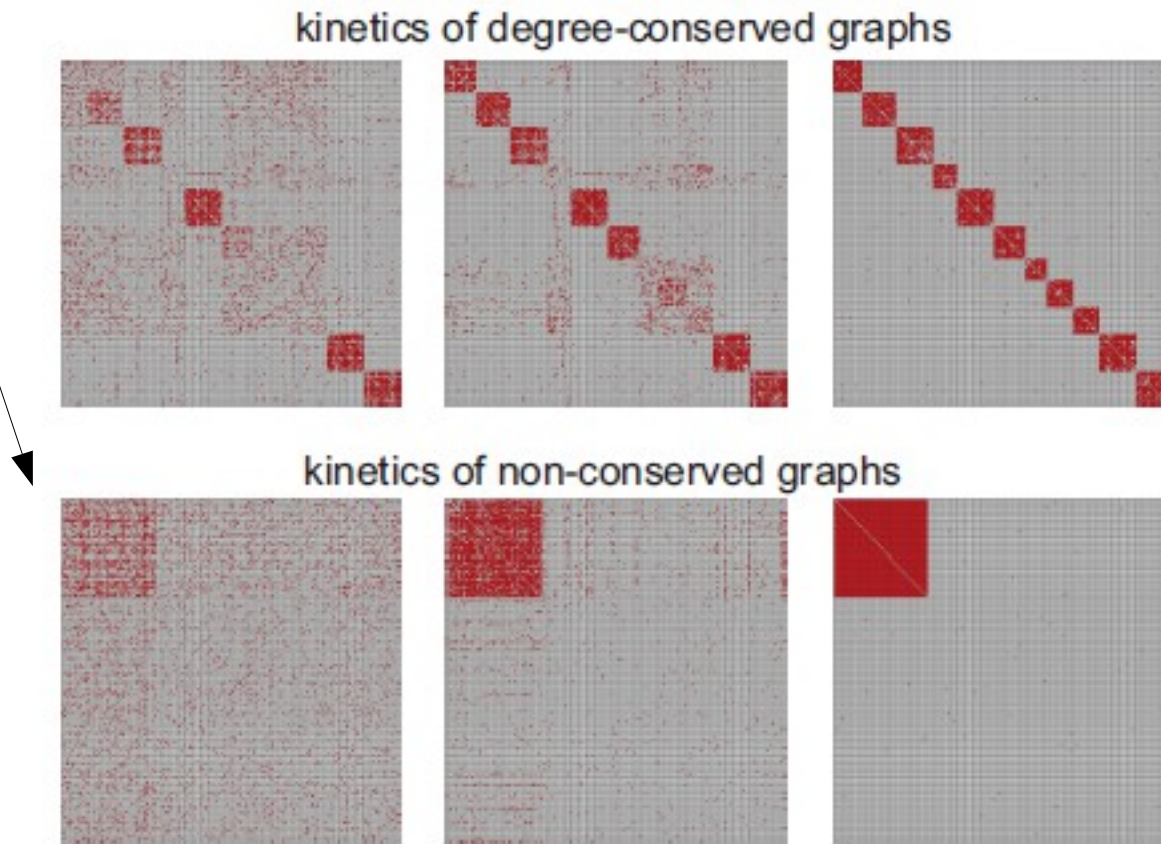 kinetics of degree-conserved graphs
kinetics of non-conserved graphs